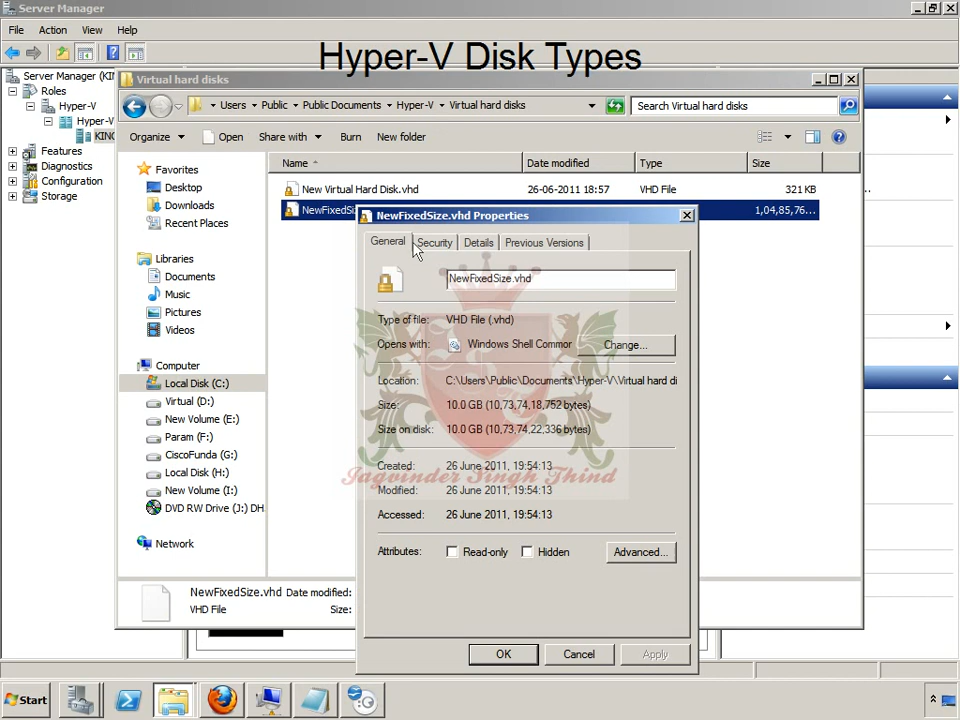 Server Manager
File Action View Help
Hyper-V Disk Types
Server Manager (KIN
Roles
Hyper-V
Hyper-V
KING
Features
Diagnostics
Configuration
Storage
Virtual hard disks
Users Public Public Documents Hyper-V Virtual hard disks
Search Virtual hard disks
Organize Open Share with Burn New folder
Favorites
Desktop
Downloads
Recent Places
Libraries
Documents
Music
Pictures
Videos
Computer
Local Disk (C:)
Virtual (D:)
New Volume (E:)
Param (F:)
CiscoFunda (G:)
Local Disk (H:)
New Volume (I:)
DVD RW Drive (J:) DH
Network
Name Date modified Type Size
New Virtual Hard Disk.vhd 26-06-2011 18:57 VHD File 321 KB
NewFixedSiz 1,04,85,76...
NewFixedSize.vhd Properties
General Security Details Previous Versions
NewFixedSize.vhd
Type of file: VHD File (.vhd)
Opens with: Windows Shell Commor Change...
Location: C:\Users\Public\Documents\Hyper-V\Virtual hard di
Size: 10.0 GB (10,73,74,18,752 bytes)
Size on disk: 10.0 GB (10,73,74,22,336 bytes)
Created: 26 June 2011, 19:54:13
Modified: 26 June 2011, 19:54:13
Accessed: 26 June 2011, 19:54:13
Attributes: Read-only Hidden Advanced...
OK Cancel Apply
Jagvinder Singh Thind
NewFixedSize.vhd Date modified:
VHD File Size:
Start